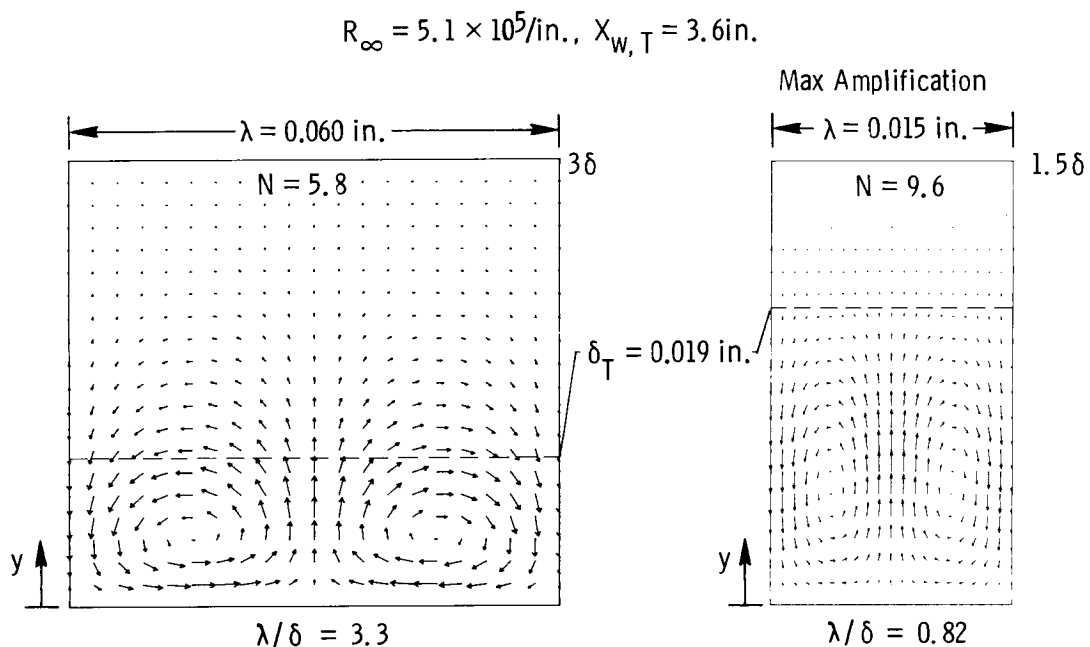 R∞ = 5.1 × 10⁵/in., X_w,T = 3.6in.
Max Amplification
λ = 0.060 in.
λ = 0.015 in.
3δ
1.5δ
N = 5.8
N = 9.6
δ_T = 0.019 in.
y
y
λ/δ = 3.3
λ/δ = 0.82